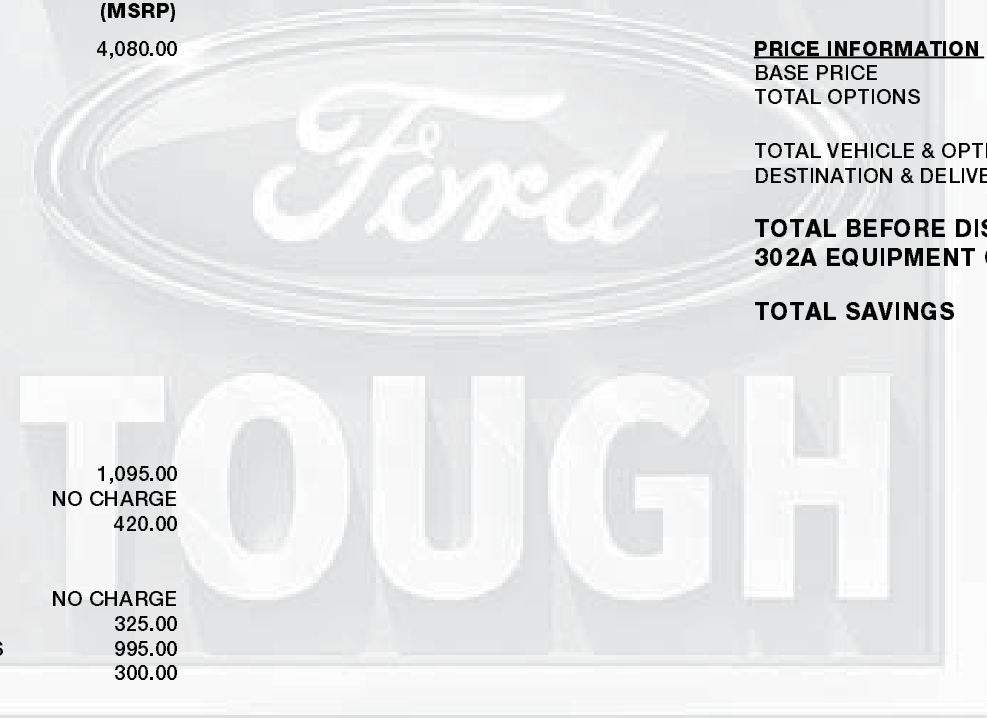 (MSRP)
4,080.00
PRICE INFORMATION
BASE PRICE
TOTAL OPTIONS
TOTAL VEHICLE & OPTI
DESTINATION & DELIVE
TOTAL BEFORE DIS
302A EQUIPMENT
TOTAL SAVINGS
Ford
TOUGH
1,095.00
NO CHARGE
420.00
NO CHARGE
325.00
S 995.00
300.00